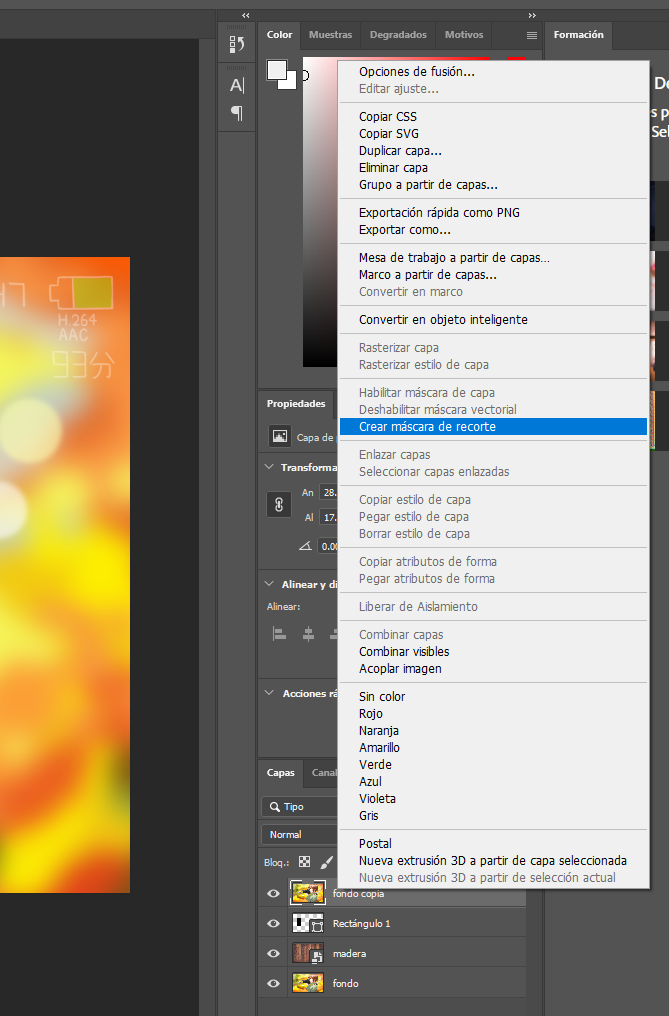 Color
Muestras
Degradados
Motivos
Formación
Opciones de fusión...
Editar ajuste...
Copiar CSS
Copiar SVG
Duplicar capa...
Eliminar capa
Grupo a partir de capas...
Exportación rápida como PNG
Exportar como...
Mesa de trabajo a partir de capas...
Marco a partir de capas...
Convertir en marco
Convertir en objeto inteligente
Rasterizar capa
Rasterizar estilo de capa
Habilitar máscara de capa
Deshabilitar máscara vectorial
Crear máscara de recorte
Enlazar capas
Seleccionar capas enlazadas
Copiar estilo de capa
Pegar estilo de capa
Borrar estilo de capa
Copiar atributos de forma
Pegar atributos de forma
Liberar de Aislamiento
Combinar capas
Combinar visibles
Acoplar imagen
Sin color
Rojo
Naranja
Amarillo
Verde
Azul
Violeta
Gris
Postal
Nueva extrusión 3D a partir de capa seleccionada
Nueva extrusión 3D a partir de selección actual
H.264
AAC
93分
Propiedades
Capa de
Transforma
An 28.
Al 17.
0.00
Alinear y di
Alinear:
Acciones rá
Capas
Canal
Tipo
Normal
Bloq.:
fondo copia
Rectángulo 1
madera
fondo